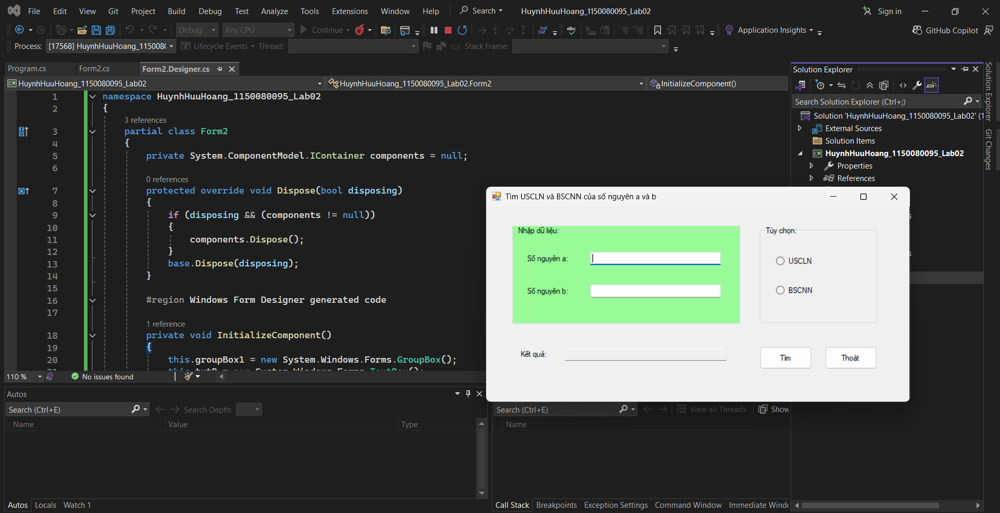 File Edit View Git Project Build Debug Test Analyze Tools Extensions Window Help Search HuynhHuuHoang_1150080095_Lab02 Sign in
Debug Any CPU Continue abc Application Insights GitHub Copilot
Process: [17568] HuynhHuuHoang_115008( Lifecycle Events Thread: Stack Frame:
Program.cs Form2.cs Form2.Designer.cs
HuynhHuuHoang_1150080095_Lab02 HuynhHuuHoang_1150080095_Lab02.Form2 InitializeComponent()
1 namespace HuynhHuuHoang_1150080095_Lab02
2 {
3 references
3 partial class Form2
4 {
5 private System.ComponentModel.IContainer components = null;
6
0 references
7 protected override void Dispose(bool disposing)
8 {
9 if (disposing && (components != null))
10 {
11 components.Dispose();
12 }
13 base.Dispose(disposing);
14 }
15
16 #region Windows Form Designer generated code
17
1 reference
18 private void InitializeComponent()
19 {
20 this.groupBox1 = new System.Windows.Forms.GroupBox();
110 % No issues found
Solution Explorer
Search Solution Explorer (Ctrl+;)
Solution 'HuynhHuuHoang_1150080095_Lab02' (1
External Sources
Solution Items
HuynhHuuHoang_1150080095_Lab02
Properties
References
Solution Explorer
Git Changes
Tìm USCLN và BSCNN của số nguyên a và b
Nhập dữ liệu:
Số nguyên a:
Số nguyên b:
Tùy chọn:
USCLN
BSCNN
Kết quả:
Tìm Thoát
Autos
Search (Ctrl+E) Search Depth:
Name Value Type
Autos Locals Watch 1
Search (Ctrl+E) View all Threads Show
Name
Call Stack Breakpoints Exception Settings Command Window Immediate Windo